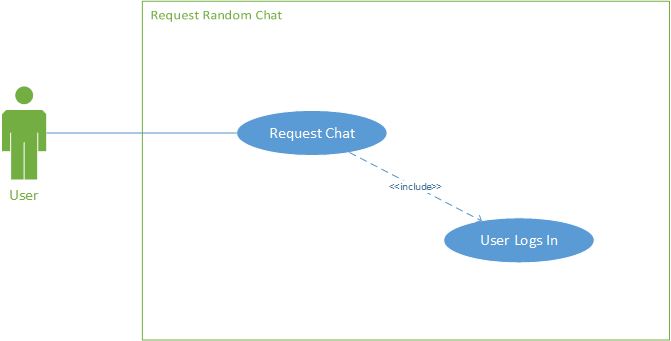 Request Random Chat
Request Chat
<<include>>
User
User Logs In